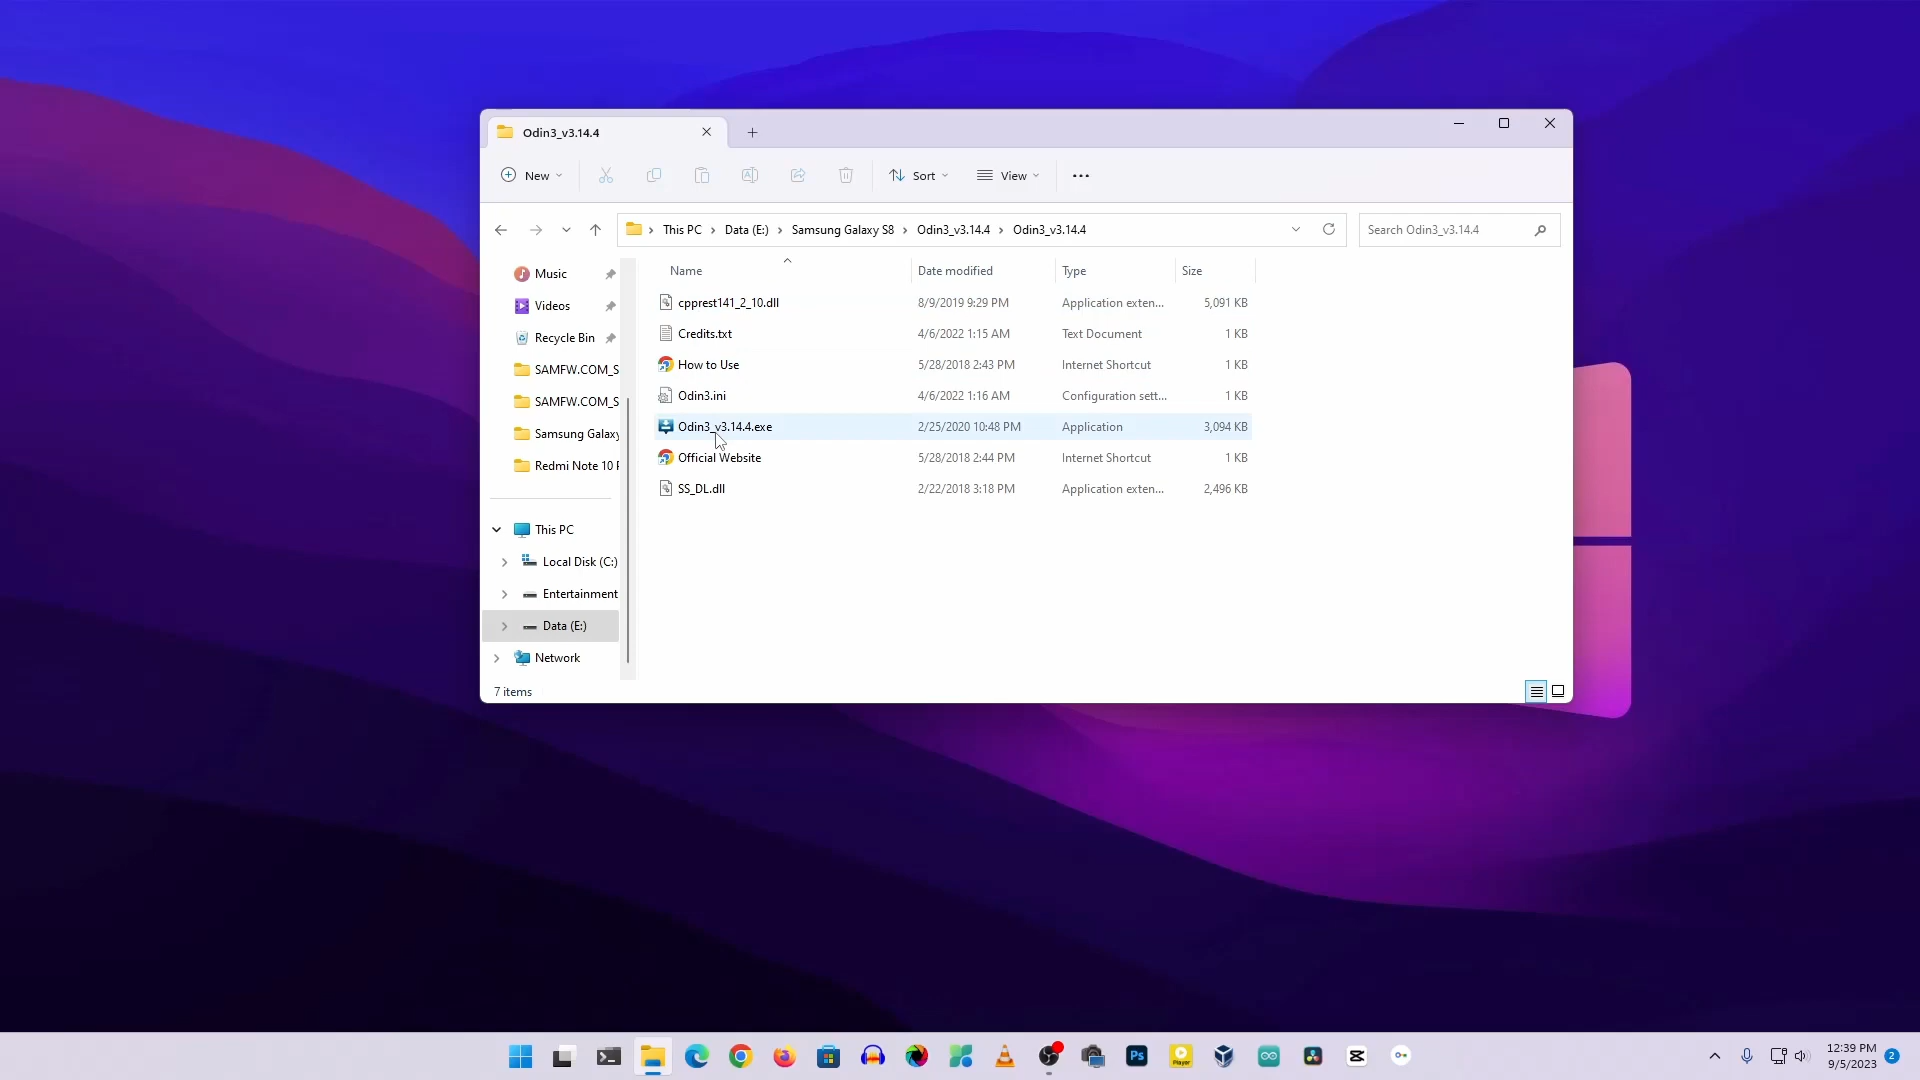 Odin3_v3.14.4
New
Sort
View
This PC
Data (E:)
Samsung Galaxy S8
Odin3_v3.14.4
Odin3_v3.14.4
Search Odin3_v3.14.4
Music
Videos
Recycle Bin
SAMFW.COM_S
SAMFW.COM_S
Samsung Galaxy
Redmi Note 10 P
This PC
Local Disk (C:)
Entertainment
Data (E:)
Network
Name Date modified Type Size
cpprest141_2_10.dll 8/9/2019 9:29 PM Application exten... 5,091 KB
Credits.txt 4/6/2022 1:15 AM Text Document 1 KB
How to Use 5/28/2018 2:43 PM Internet Shortcut 1 KB
Odin3.ini 4/6/2022 1:16 AM Configuration sett... 1 KB
Odin3_v3.14.4.exe 2/25/2020 10:48 PM Application 3,094 KB
Official Website 5/28/2018 2:44 PM Internet Shortcut 1 KB
SS_DL.dll 2/22/2018 3:18 PM Application exten... 2,496 KB
7 items
Ps
Player
12:39 PM
9/5/2023
2